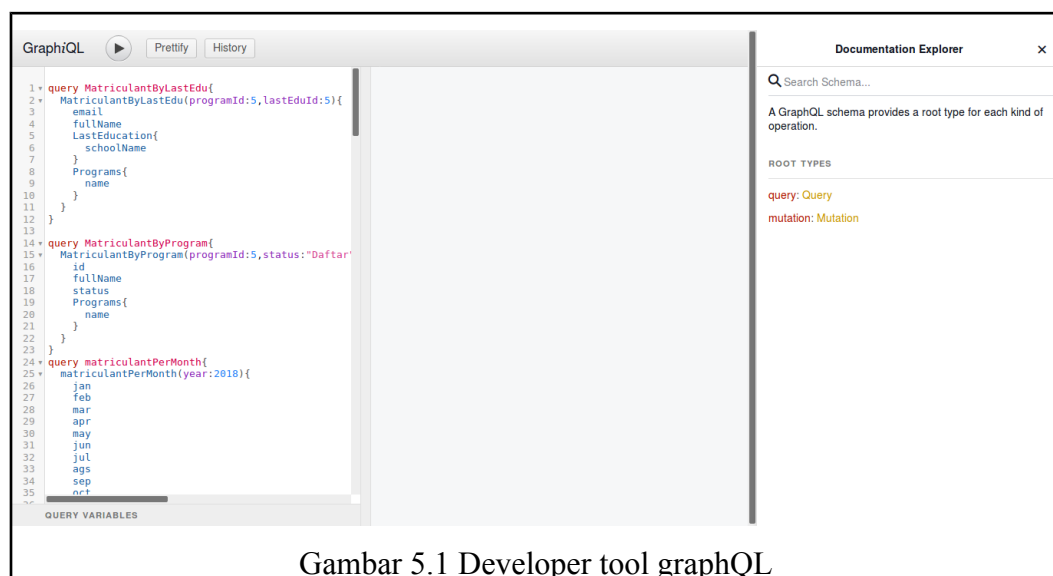 GraphiQL Prettify History
1 query MatriculantByLastEdu{
2 MatriculantByLastEdu(programId:5,lastEduId:5){
3 email
4 fullName
5 LastEducation{
6 schoolName
7 }
8 Programs{
9 name
10 }
11 }
12 }
13
14 query MatriculantByProgram{
15 MatriculantByProgram(programId:5,status:"Daftar"
16 id
17 fullName
18 status
19 Programs{
20 name
21 }
22 }
23 }
24 query matriculantPerMonth{
25 matriculantPerMonth(year:2018){
26 jan
27 feb
28 mar
29 apr
30 may
31 jun
32 jul
33 ags
34 sep
35 oct
QUERY VARIABLES
Documentation Explorer
Search Schema...
A GraphQL schema provides a root type for each kind of
operation.
ROOT TYPES
query: Query
mutation: Mutation
Gambar 5.1 Developer tool graphQL